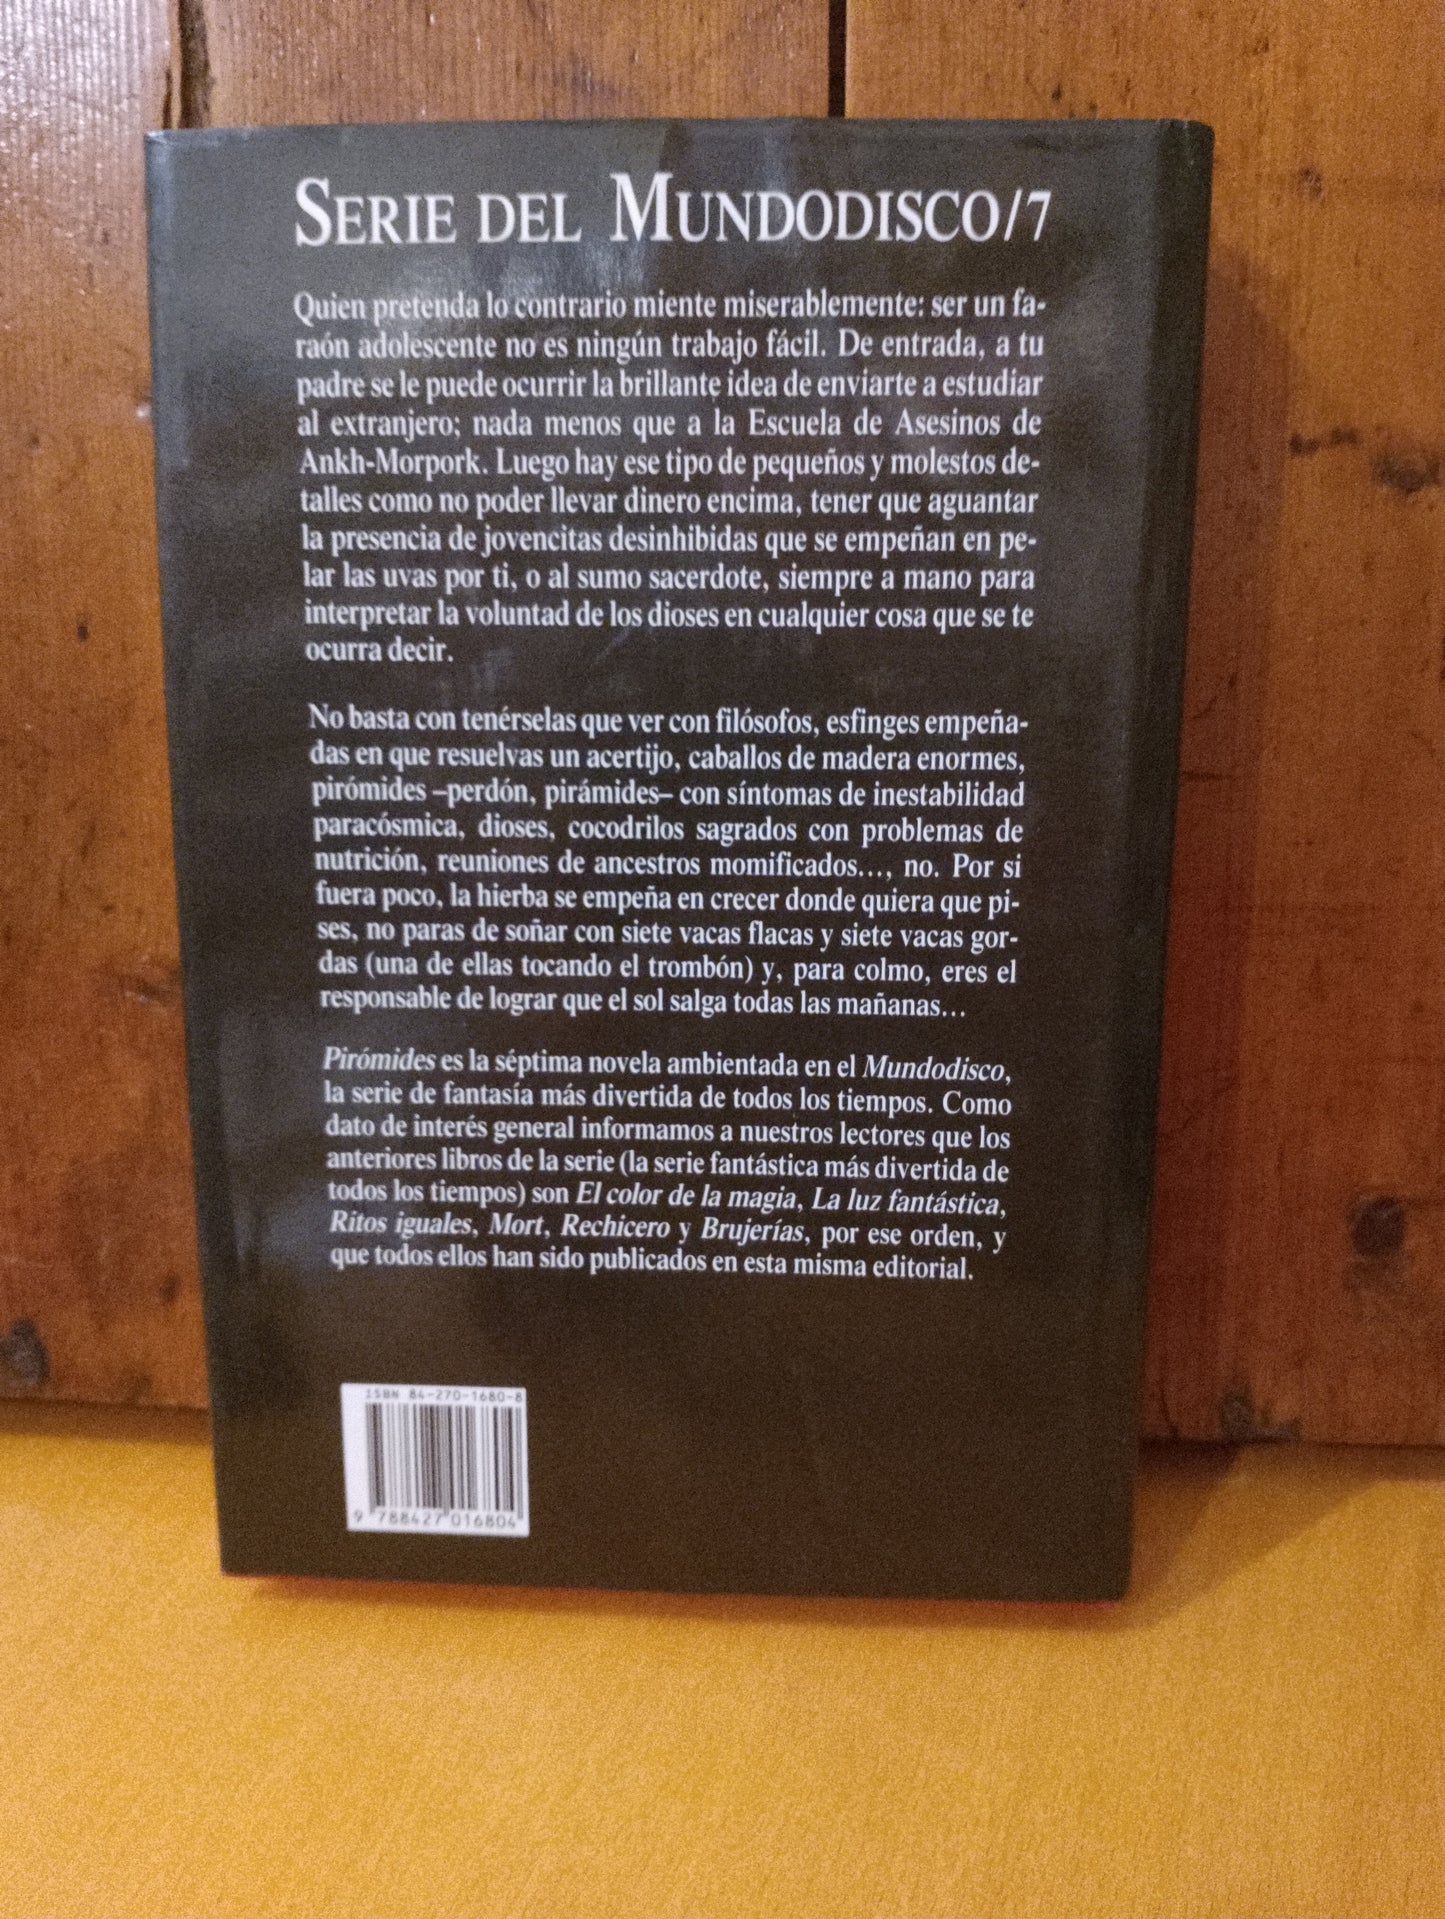 SERIE DEL MUNDODISCO/7
Quien pretenda lo contrario miente miserablemente: ser un fa-
raón adolescente no es ningún trabajo fácil. De entrada, a tu
padre se le puede ocurrir la brillante idea de enviarte a estudiar
al extranjero; nada menos que a la Escuela de Asesinos de
Ankh-Morpork. Luego hay ese tipo de pequeños y molestos de-
talles como no poder llevar dinero encima, tener que aguantar
la presencia de jovencitas desinhibidas que se empeñan en pe-
lar las uvas por ti, o al sumo sacerdote, siempre a mano para
interpretar la voluntad de los dioses en cualquier cosa que se te
ocurra decir.
No basta con tenérselas que ver con filósofos, esfinges empeña-
das en que resuelvas un acertijo, caballos de madera enormes,
pirómides –perdón, pirámides– con síntomas de inestabilidad
paracósmica, dioses, cocodrilos sagrados con problemas de
nutrición, reuniones de ancestros momificados..., no. Por si
fuera poco, la hierba se empeña en crecer donde quiera que pi-
ses, no paras de soñar con siete vacas flacas y siete vacas gor-
das (una de ellas tocando el trombón) y, para colmo, eres el
responsable de lograr que el sol salga todas las mañanas...
Pirómides es la séptima novela ambientada en el Mundodisco,
la serie de fantasía más divertida de todos los tiempos. Como
dato de interés general informamos a nuestros lectores que los
anteriores libros de la serie (la serie fantástica más divertida de
todos los tiempos) son El color de la magia, La luz fantástica,
Ritos iguales, Mort, Rechicero y Brujerías, por ese orden, y
que todos ellos han sido publicados en esta misma editorial.
ISBN 84-270-1680-8
9 788427 016804